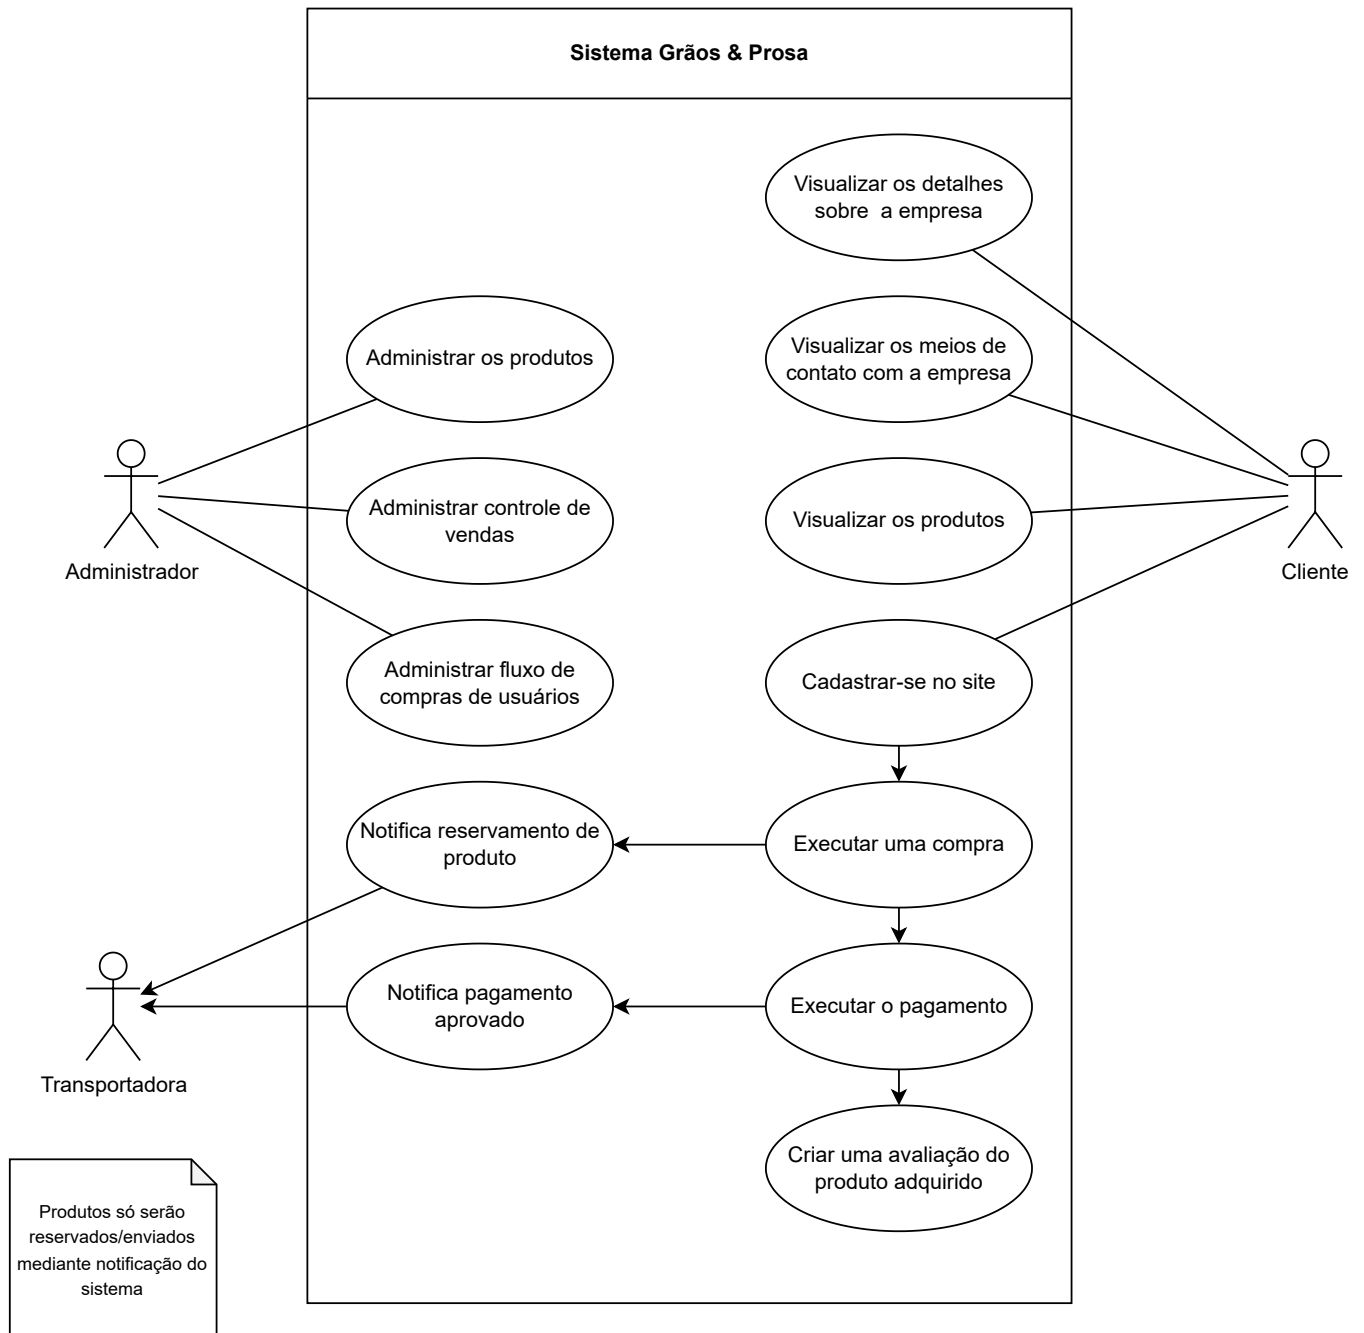 Sistema Grãos & Prosa
Visualizar os detalhes
sobre  a empresa
Administrar os produtos
Visualizar os meios de
contato com a empresa
Administrar controle de
vendas
Visualizar os produtos
Administrador
Cliente
Administrar fluxo de
compras de usuários
Cadastrar-se no site
Notifica reservamento de
produto
Executar uma compra
Notifica pagamento
aprovado
Executar o pagamento
Transportadora
Criar uma avaliação do
produto adquirido
Produtos só serão
reservados/enviados
mediante notificação do
sistema